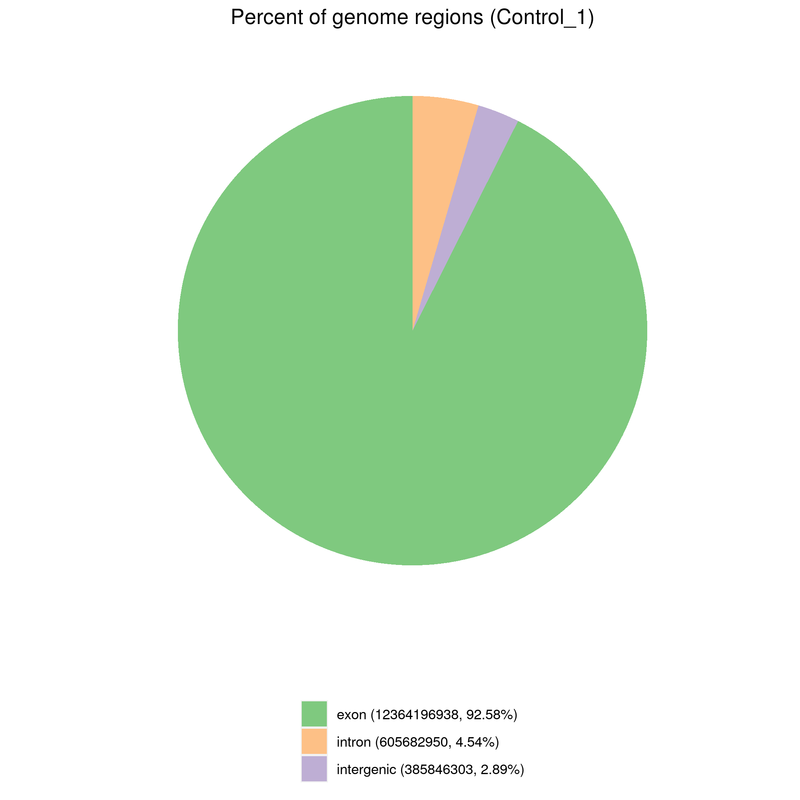 Percent of genome regions (Control_1)
exon (12364196938, 92.58%)
intron (605682950, 4.54%)
intergenic (385846303, 2.89%)